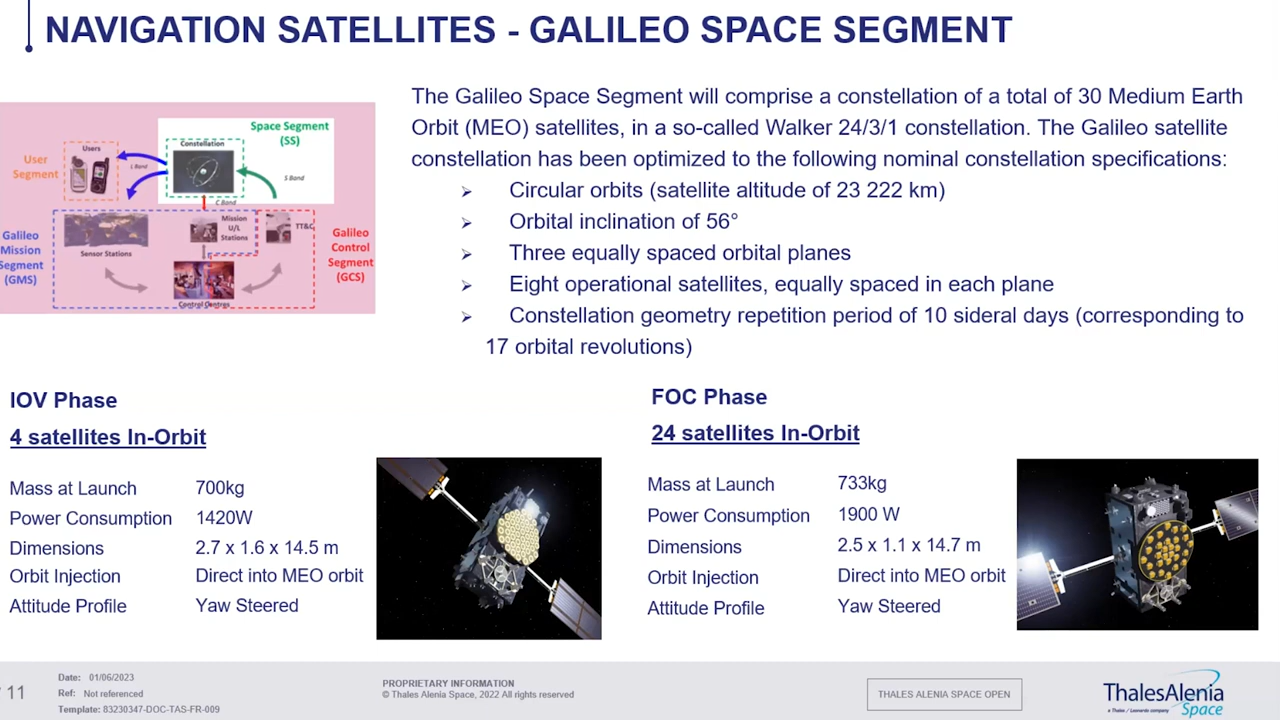 NAVIGATION SATELLITES - GALILEO SPACE SEGMENT
The Galileo Space Segment will comprise a constellation of a total of 30 Medium Earth
Orbit (MEO) satellites, in a so-called Walker 24/3/1 constellation. The Galileo satellite
constellation has been optimized to the following nominal constellation specifications:
➢ Circular orbits (satellite altitude of 23 222 km)
➢ Orbital inclination of 56°
➢ Three equally spaced orbital planes
➢ Eight operational satellites, equally spaced in each plane
➢ Constellation geometry repetition period of 10 sideral days (corresponding to
17 orbital revolutions)
Space Segment
(SS)
Constellation
Users
User
Segment
L Band
S Band
C Band
Mission
U/L
Stations
TT&C
Sensor Stations
Galileo
Mission
Segment
(GMS)
Galileo
Control
Segment
(GCS)
Control Centres
IOV Phase
4 satellites In-Orbit
Mass at Launch 700kg
Power Consumption 1420W
Dimensions 2.7 x 1.6 x 14.5 m
Orbit Injection Direct into MEO orbit
Attitude Profile Yaw Steered
FOC Phase
24 satellites In-Orbit
Mass at Launch 733kg
Power Consumption 1900 W
Dimensions 2.5 x 1.1 x 14.7 m
Orbit Injection Direct into MEO orbit
Attitude Profile Yaw Steered
/ 11
Date: 01/06/2023
Ref: Not referenced
Template: 83230347-DOC-TAS-FR-009
PROPRIETARY INFORMATION
© Thales Alenia Space, 2022 All rights reserved
THALES ALENIA SPACE OPEN
ThalesAlenia
a Thales / Leonardo company Space